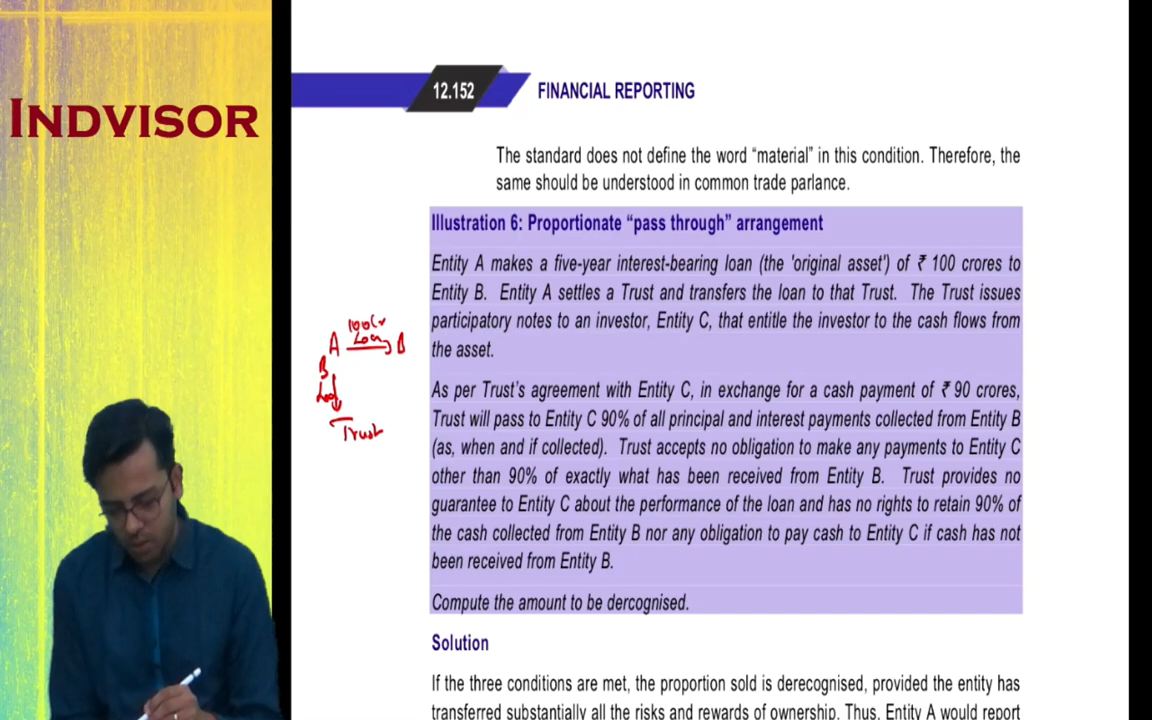 INDVISOR
12.152 FINANCIAL REPORTING
The standard does not define the word “material” in this condition. Therefore, the
same should be understood in common trade parlance.
Illustration 6: Proportionate “pass through” arrangement
Entity A makes a five-year interest-bearing loan (the 'original asset') of ₹ 100 crores to
Entity B. Entity A settles a Trust and transfers the loan to that Trust. The Trust issues
participatory notes to an investor, Entity C, that entitle the investor to the cash flows from
the asset.
As per Trust’s agreement with Entity C, in exchange for a cash payment of ₹ 90 crores,
Trust will pass to Entity C 90% of all principal and interest payments collected from Entity B
(as, when and if collected). Trust accepts no obligation to make any payments to Entity C
other than 90% of exactly what has been received from Entity B. Trust provides no
guarantee to Entity C about the performance of the loan and has no rights to retain 90% of
the cash collected from Entity B nor any obligation to pay cash to Entity C if cash has not
been received from Entity B.
Compute the amount to be dercognised.
Solution
If the three conditions are met, the proportion sold is derecognised, provided the entity has
transferred substantially all the risks and rewards of ownership. Thus, Entity A would report
100Cr
A Loan B
B
Trust